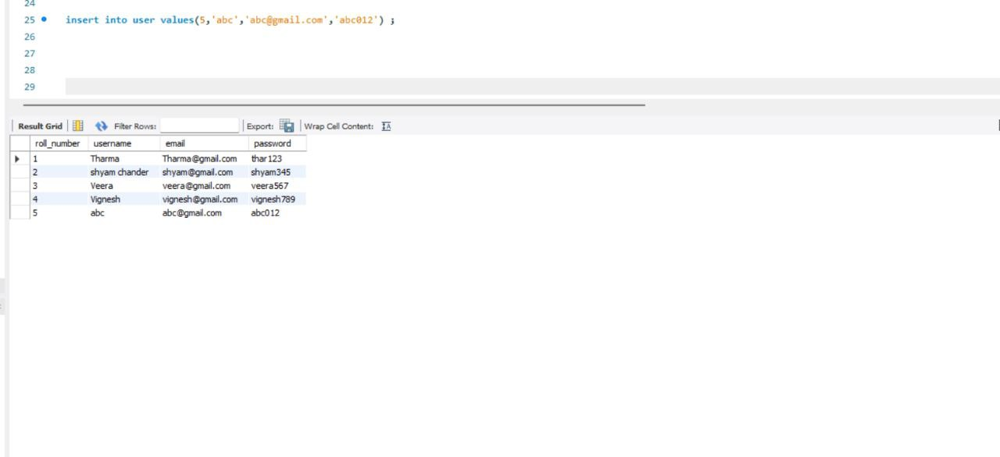 24
25 insert into user values(5,'abc','abc@gmail.com','abc012') ;
26
27
28
29
Result Grid Filter Rows: Export: Wrap Cell Content:
roll_number username email password
1 Tharma Tharma@gmail.com thar123
2 shyam chander shyam@gmail.com shyam345
3 Veera veera@gmail.com veera567
4 Vignesh vignesh@gmail.com vignesh789
5 abc abc@gmail.com abc012